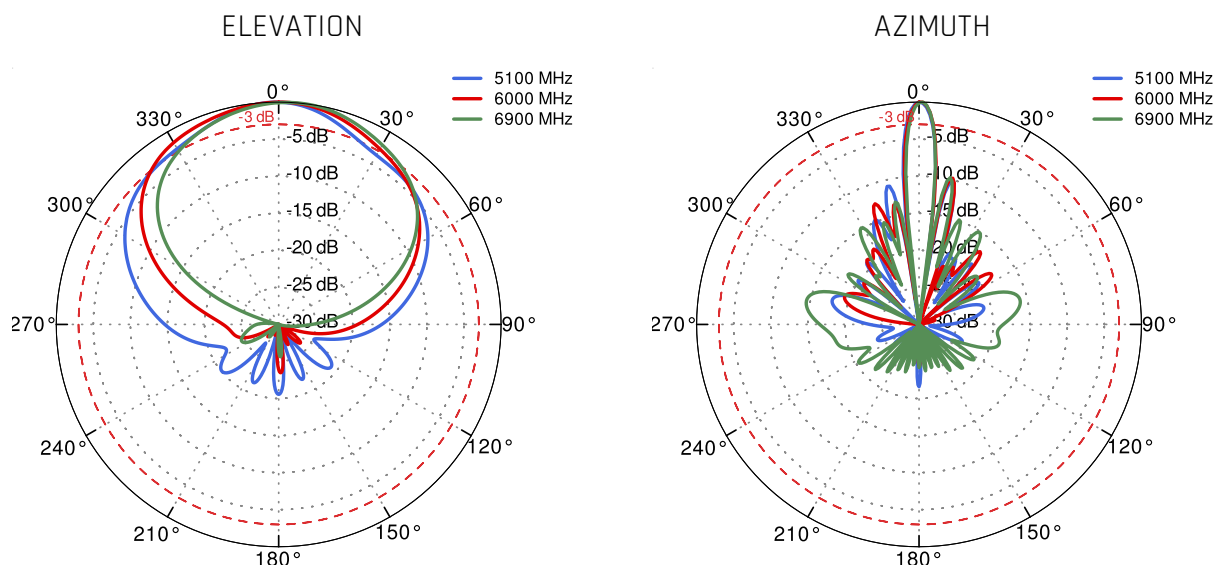 ELEVATION
5100 MHz
6000 MHz
6900 MHz
0°
330°
30°
-3 dB
-5 dB
-10 dB
300°
60°
-15 dB
-20 dB
-25 dB
270°
-30 dB
90°
240°
120°
210°
150°
180°
AZIMUTH
5100 MHz
6000 MHz
6900 MHz
0°
330°
30°
-3 dB
-5 dB
-10 dB
300°
60°
-15 dB
-20 dB
270°
-30 dB
90°
240°
120°
210°
150°
180°